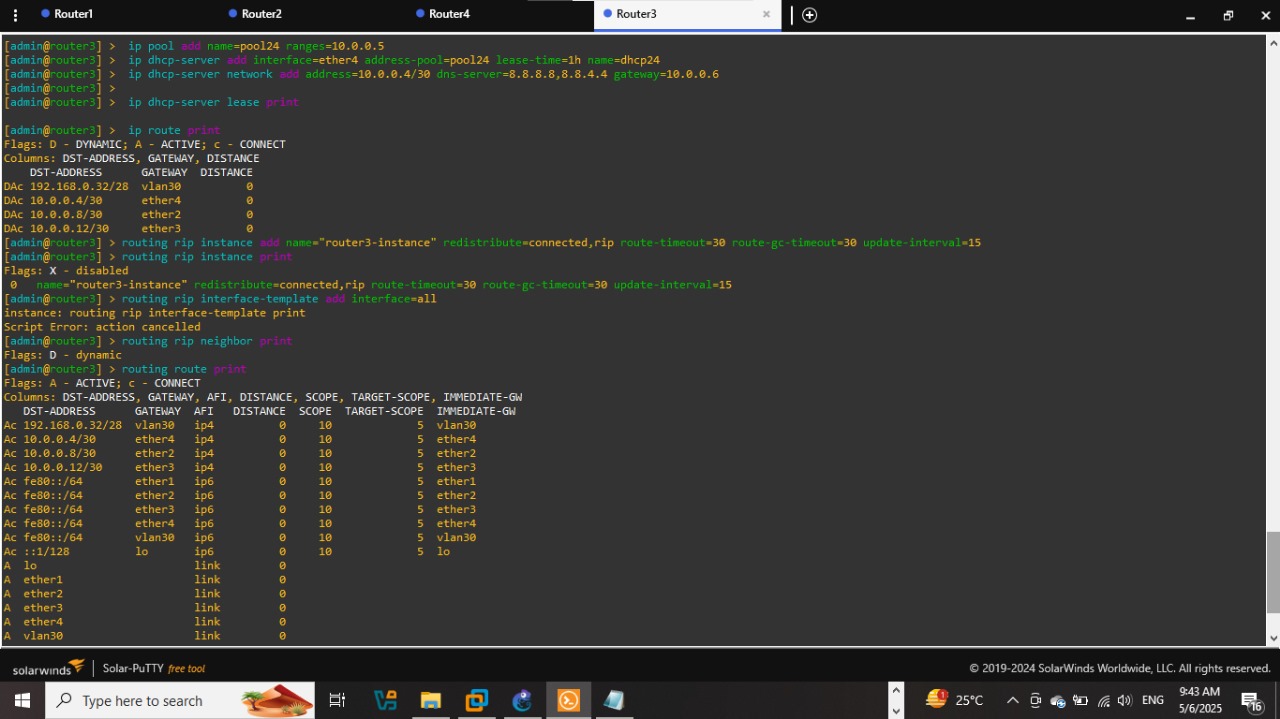 Router1
Router2
Router4
Router3
[admin@router3] > ip pool add name=pool24 ranges=10.0.0.5
[admin@router3] > ip dhcp-server add interface=ether4 address-pool=pool24 lease-time=1h name=dhcp24
[admin@router3] > ip dhcp-server network add address=10.0.0.4/30 dns-server=8.8.8.8,8.8.4.4 gateway=10.0.0.6
[admin@router3] >
[admin@router3] > ip dhcp-server lease print
[admin@router3] > ip route print
Flags: D - DYNAMIC; A - ACTIVE; c - CONNECT
Columns: DST-ADDRESS, GATEWAY, DISTANCE
DST-ADDRESS GATEWAY DISTANCE
DAc 192.168.0.32/28 vlan30 0
DAc 10.0.0.4/30 ether4 0
DAc 10.0.0.8/30 ether2 0
DAc 10.0.0.12/30 ether3 0
[admin@router3] > routing rip instance add name="router3-instance" redistribute=connected,rip route-timeout=30 route-gc-timeout=30 update-interval=15
[admin@router3] > routing rip instance print
Flags: X - disabled
0 name="router3-instance" redistribute=connected,rip route-timeout=30 route-gc-timeout=30 update-interval=15
[admin@router3] > routing rip interface-template add interface=all
instance: routing rip interface-template print
Script Error: action cancelled
[admin@router3] > routing rip neighbor print
Flags: D - dynamic
[admin@router3] > routing route print
Flags: A - ACTIVE; c - CONNECT
Columns: DST-ADDRESS, GATEWAY, AFI, DISTANCE, SCOPE, TARGET-SCOPE, IMMEDIATE-GW
DST-ADDRESS GATEWAY AFI DISTANCE SCOPE TARGET-SCOPE IMMEDIATE-GW
Ac 192.168.0.32/28 vlan30 ip4 0 10 5 vlan30
Ac 10.0.0.4/30 ether4 ip4 0 10 5 ether4
Ac 10.0.0.8/30 ether2 ip4 0 10 5 ether2
Ac 10.0.0.12/30 ether3 ip4 0 10 5 ether3
Ac fe80::/64 ether1 ip6 0 10 5 ether1
Ac fe80::/64 ether2 ip6 0 10 5 ether2
Ac fe80::/64 ether3 ip6 0 10 5 ether3
Ac fe80::/64 ether4 ip6 0 10 5 ether4
Ac fe80::/64 vlan30 ip6 0 10 5 vlan30
Ac ::1/128 lo ip6 0 10 5 lo
A lo link 0
A ether1 link 0
A ether2 link 0
A ether3 link 0
A ether4 link 0
A vlan30 link 0
solarwinds Solar-PuTTY free tool © 2019-2024 SolarWinds Worldwide, LLC. All rights reserved.
Type here to search
1
25°C
ENG
9:43 AM
5/6/2025
16